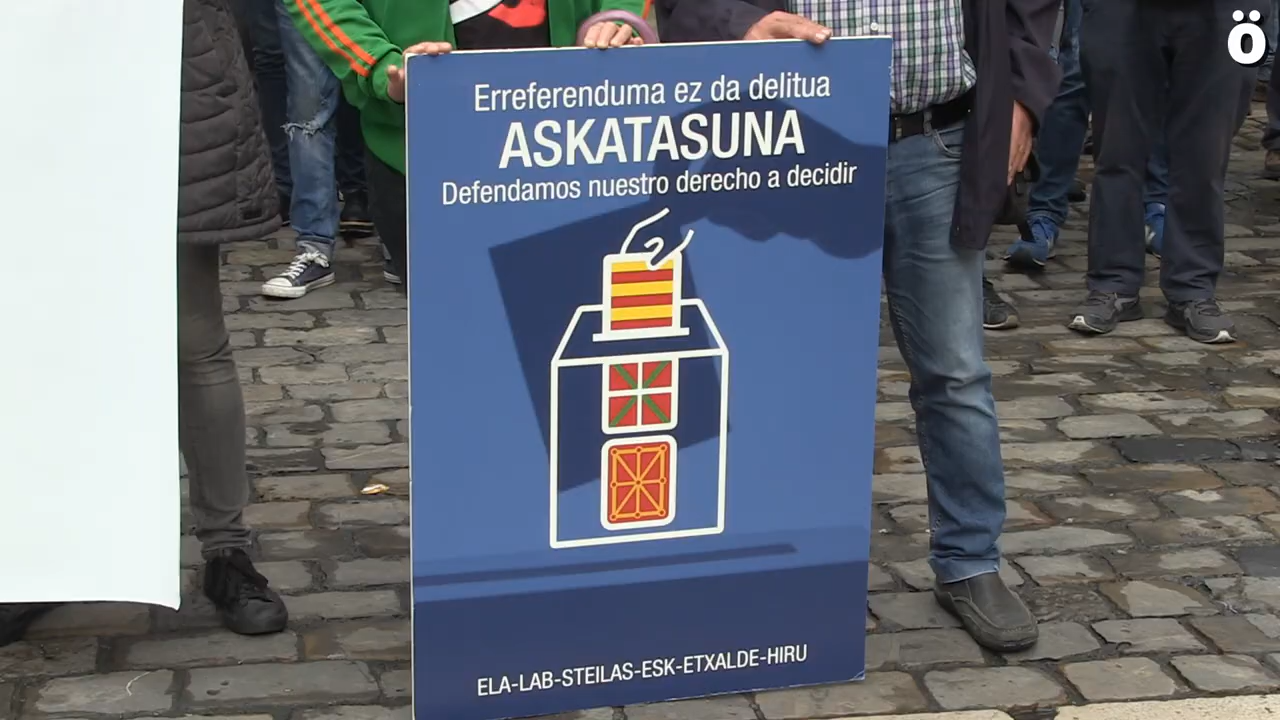 ö
Erreferenduma ez da delitua
ASKATASUNA
Defendamos nuestro derecho a decidir
ELA-LAB-STEILAS-ESK-ETXALDE-HIRU